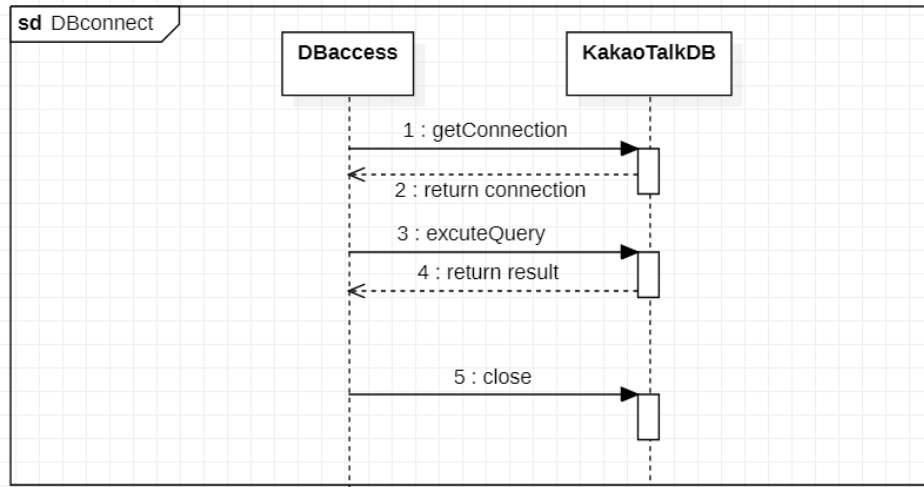 sd DBconnect
DBaccess
KakaoTalkDB
1 : getConnection
2 : return connection
3 : excuteQuery
4 : return result
5 : close